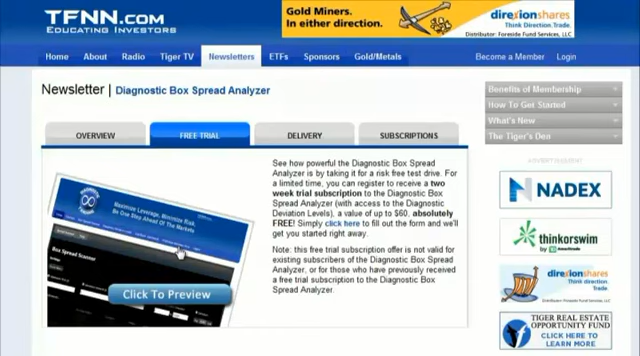 TFNN.COM
EDUCATING INVESTORS
Gold Miners.
In either direction.
direxionshares
Think Direction. Trade.
Distributor: Foreside Fund Services, LLC
Home About Radio Tiger TV Newsletters ETFs Sponsors Gold/Metals Become a Member Login
Newsletter | Diagnostic Box Spread Analyzer
Benefits of Membership
How To Get Started
What's New
The Tiger's Den
OVERVIEW FREE TRIAL DELIVERY SUBSCRIPTIONS
See how powerful the Diagnostic Box Spread
Analyzer is by taking it for a risk free test drive. For
a limited time, you can register to receive a two
week trial subscription to the Diagnostic Box
Spread Analyzer (with access to the Diagnostic
Deviation Levels), a value of up to $60, absolutely
FREE! Simply click here to fill out the form and we'll
get you started right away.
Note: this free trial subscription offer is not valid for
existing subscribers of the Diagnostic Box Spread
Analyzer, or for those who have previously received
a free trial subscription to the Diagnostic Box
Spread Analyzer.
Maximize Leverage, Minimize Risk,
Be One Step Ahead Of The Markets
Box Spread Scanner
Click To Preview
ADVERTISEMENT
NADEX
thinkorswim
direxionshares
Think direction.
Trade.
Distributors: Foreside Fund Services, LLC
TIGER REAL ESTATE
OPPORTUNITY FUND
CLICK HERE TO
LEARN MORE